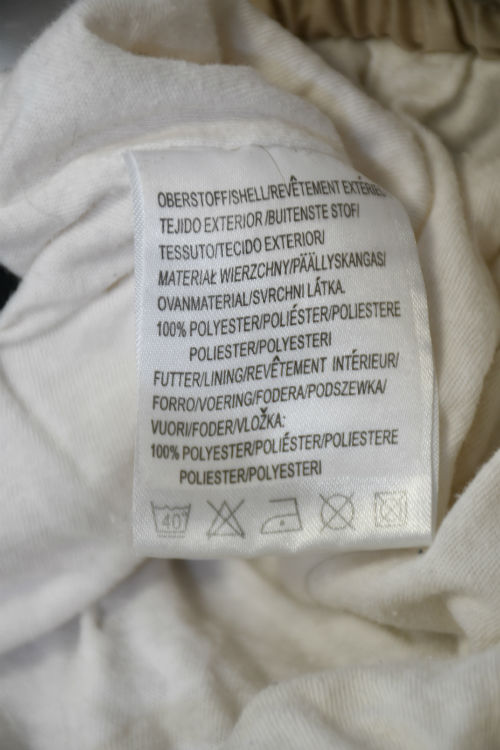 OBERSTOFF/SHELL/REVÊTEMENT
TEJIDO EXTERIOR /BUITENSTE STOF/
TESSUTO/TECIDO EXTERIOR/
MATERIAŁ WIERZCHNY/PÄÄLLYSKANGAS/
OVANMATERIAL/SVRCHNI LÁTKA.
100% POLYESTER/POLIÉSTER/POLIESTERE
POLIESTER/POLYESTERI
FUTTER/LINING/REVÊTEMENT INTÉRIEUR/
FORRO/VOERING/FODERA/PODSZEWKA/
VUORI/FODER/VLOŽKA:
100% POLYESTER/POLIÉSTER/POLIESTERE
POLIESTER/POLYESTERI
40